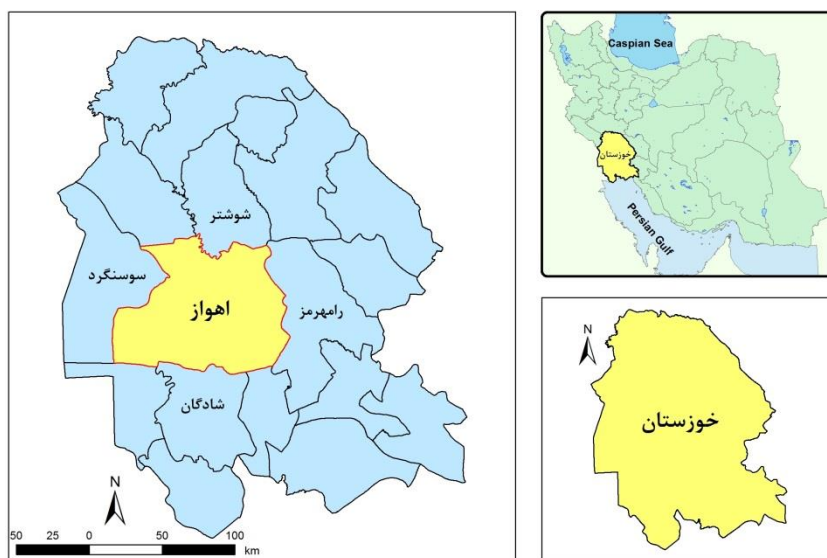 شوشتر
سوسنگرد
اهواز
رامهرمز
شادگان
N
50 25 0 50 100
km
Caspian Sea
خوزستان
Persian Gulf
N
خوزستان